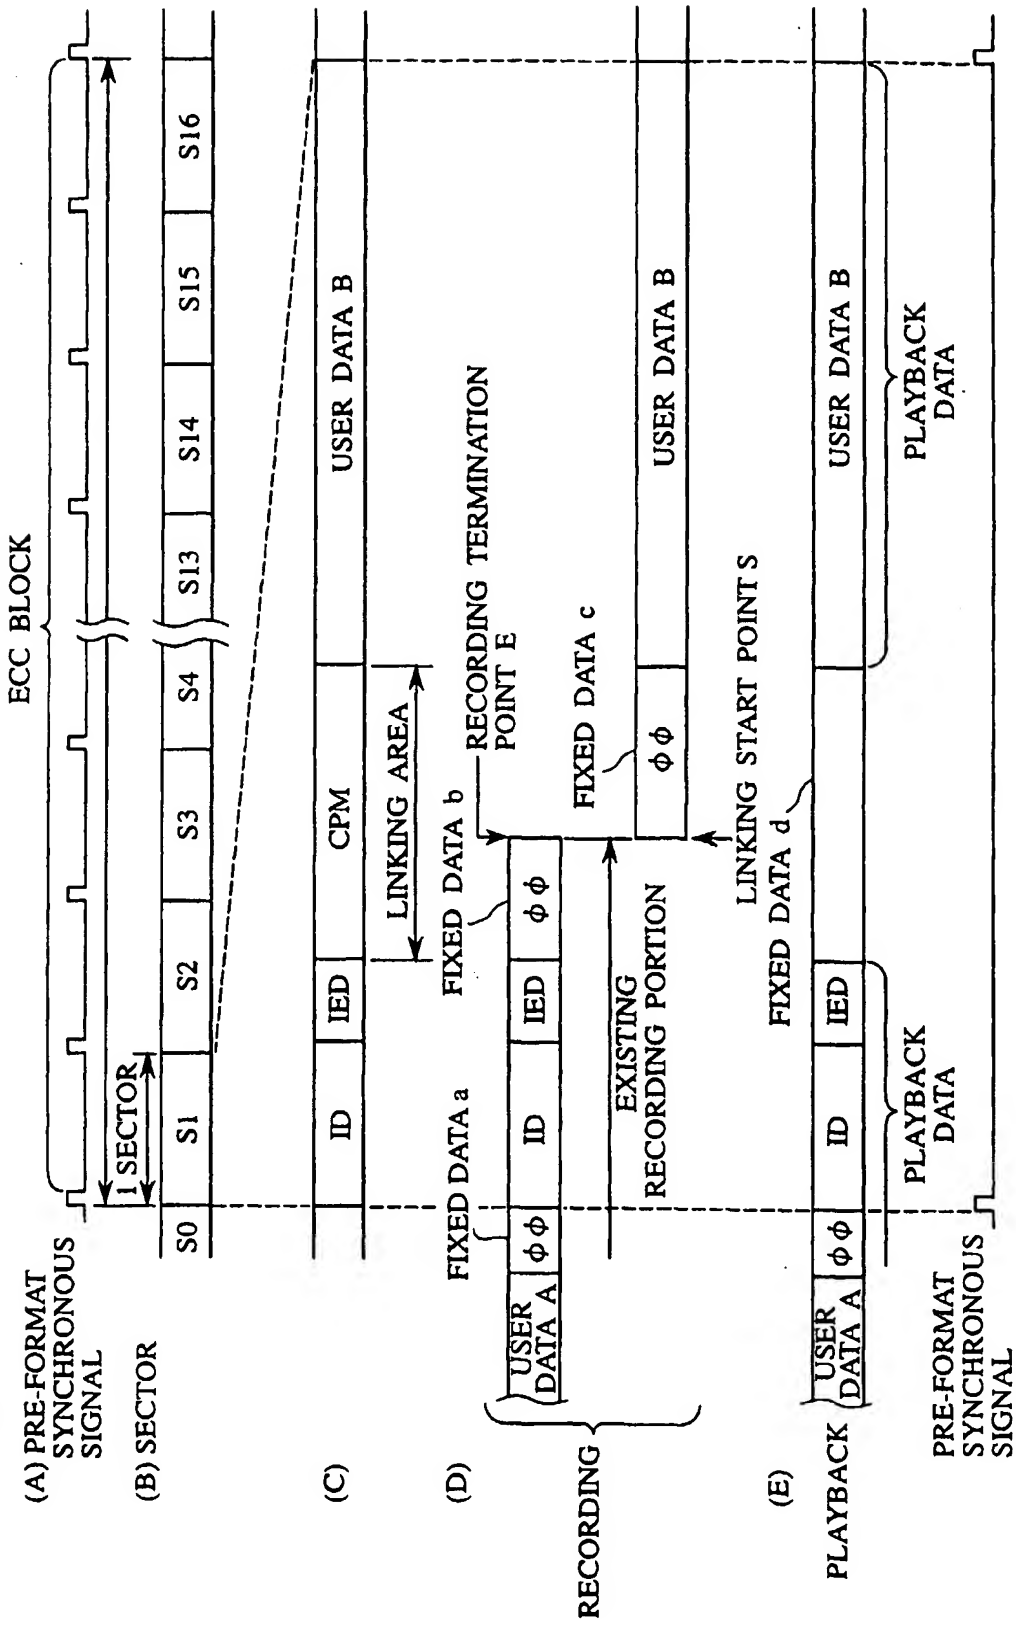 ECC BLOCK
(A) PRE-FORMAT
SYNCHRONOUS
SIGNAL
1 SECTOR
(B) SECTOR
S0
S1
S2
S3
S4
S13
S14
S15
S16
(C)
ID
IED
CPM
USER DATA B
LINKING AREA
RECORDING TERMINATION
POINT E
FIXED DATA a
FIXED DATA b
(D)
USER
DATA A
φφ
ID
IED
φφ
FIXED DATA c
EXISTING
RECORDING PORTION
φφ
USER DATA B
RECORDING
LINKING START POINT S
FIXED DATA d
(E)
PLAYBACK
USER
DATA A
φφ
ID
IED
USER DATA B
PLAYBACK
DATA
PLAYBACK
DATA
PRE-FORMAT
SYNCHRONOUS
SIGNAL